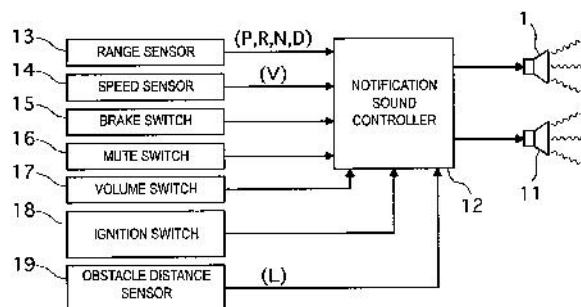 13
RANGE SENSOR
(P,R,N,D)
14
SPEED SENSOR
(V)
15
BRAKE SWITCH
16
MUTE SWITCH
17
VOLUME SWITCH
18
IGNITION SWITCH
19
OBSTACLE DISTANCE
SENSOR
(L)
NOTIFICATION
SOUND
CONTROLLER
12
1
11